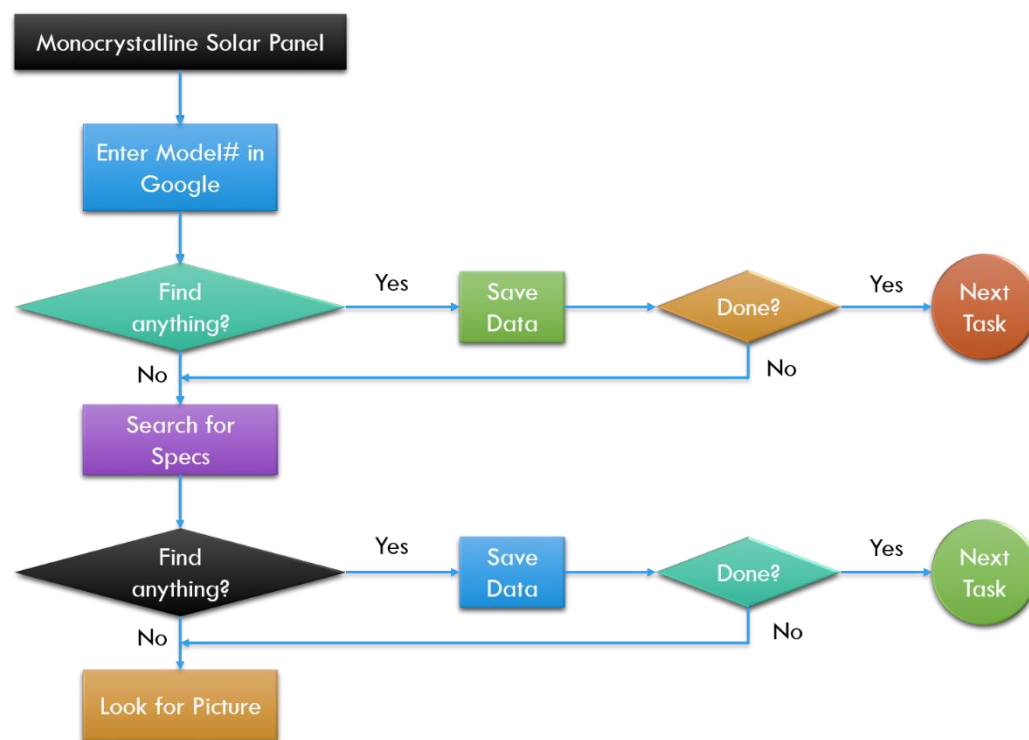 Monocrystalline Solar Panel
Enter Model# in
Google
Find
anything?
Yes
Save
Data
Done?
Yes
Next
Task
No
No
Search for
Specs
Find
anything?
Yes
Save
Data
Done?
Yes
Next
Task
No
No
Look for Picture